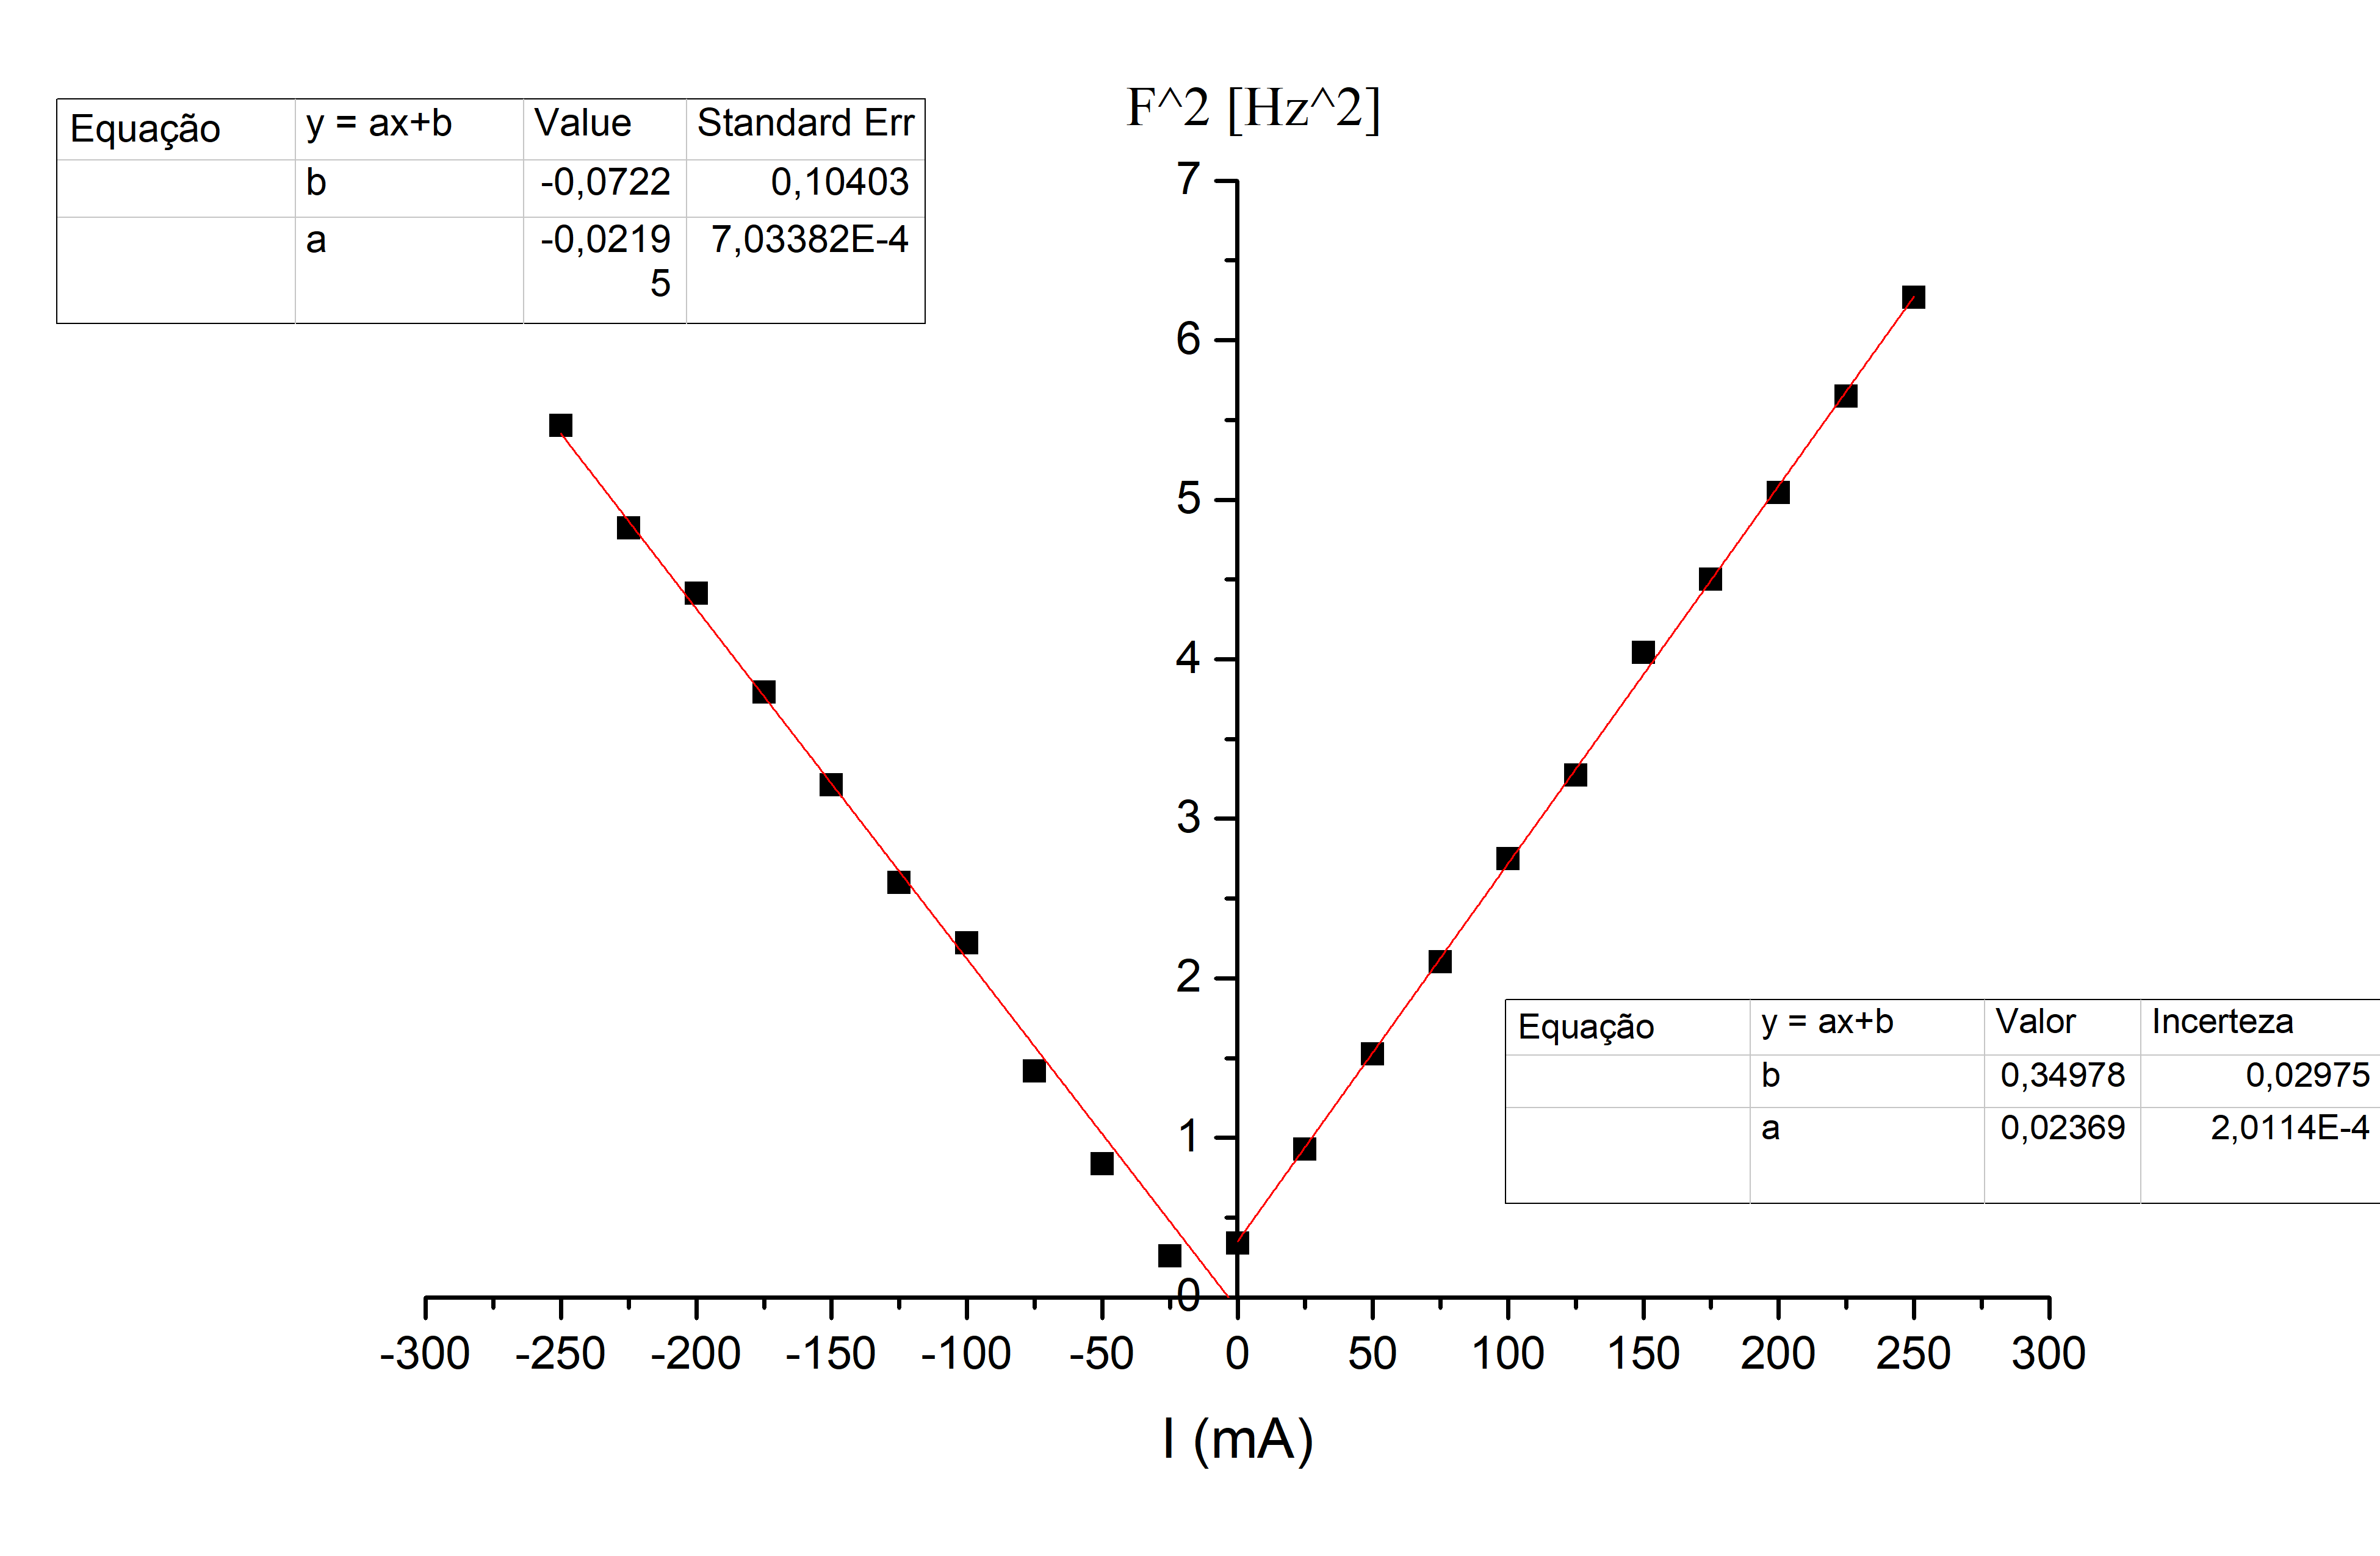 Equação y = ax+b Value Standard Err
b -0,0722 0,10403
a -0,0219 7,03382E-4
5
F^2 [Hz^2]
7
6
5
4
3
2
1
0
Equação y = ax+b Valor Incerteza
b 0,34978 0,02975
a 0,02369 2,0114E-4
-300 -250 -200 -150 -100 -50 0 50 100 150 200 250 300
I (mA)